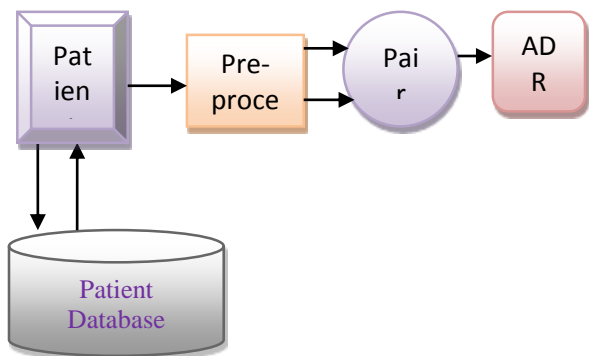 Pat
ien
Pre-
proce
Pai
r
AD
R
Patient
Database